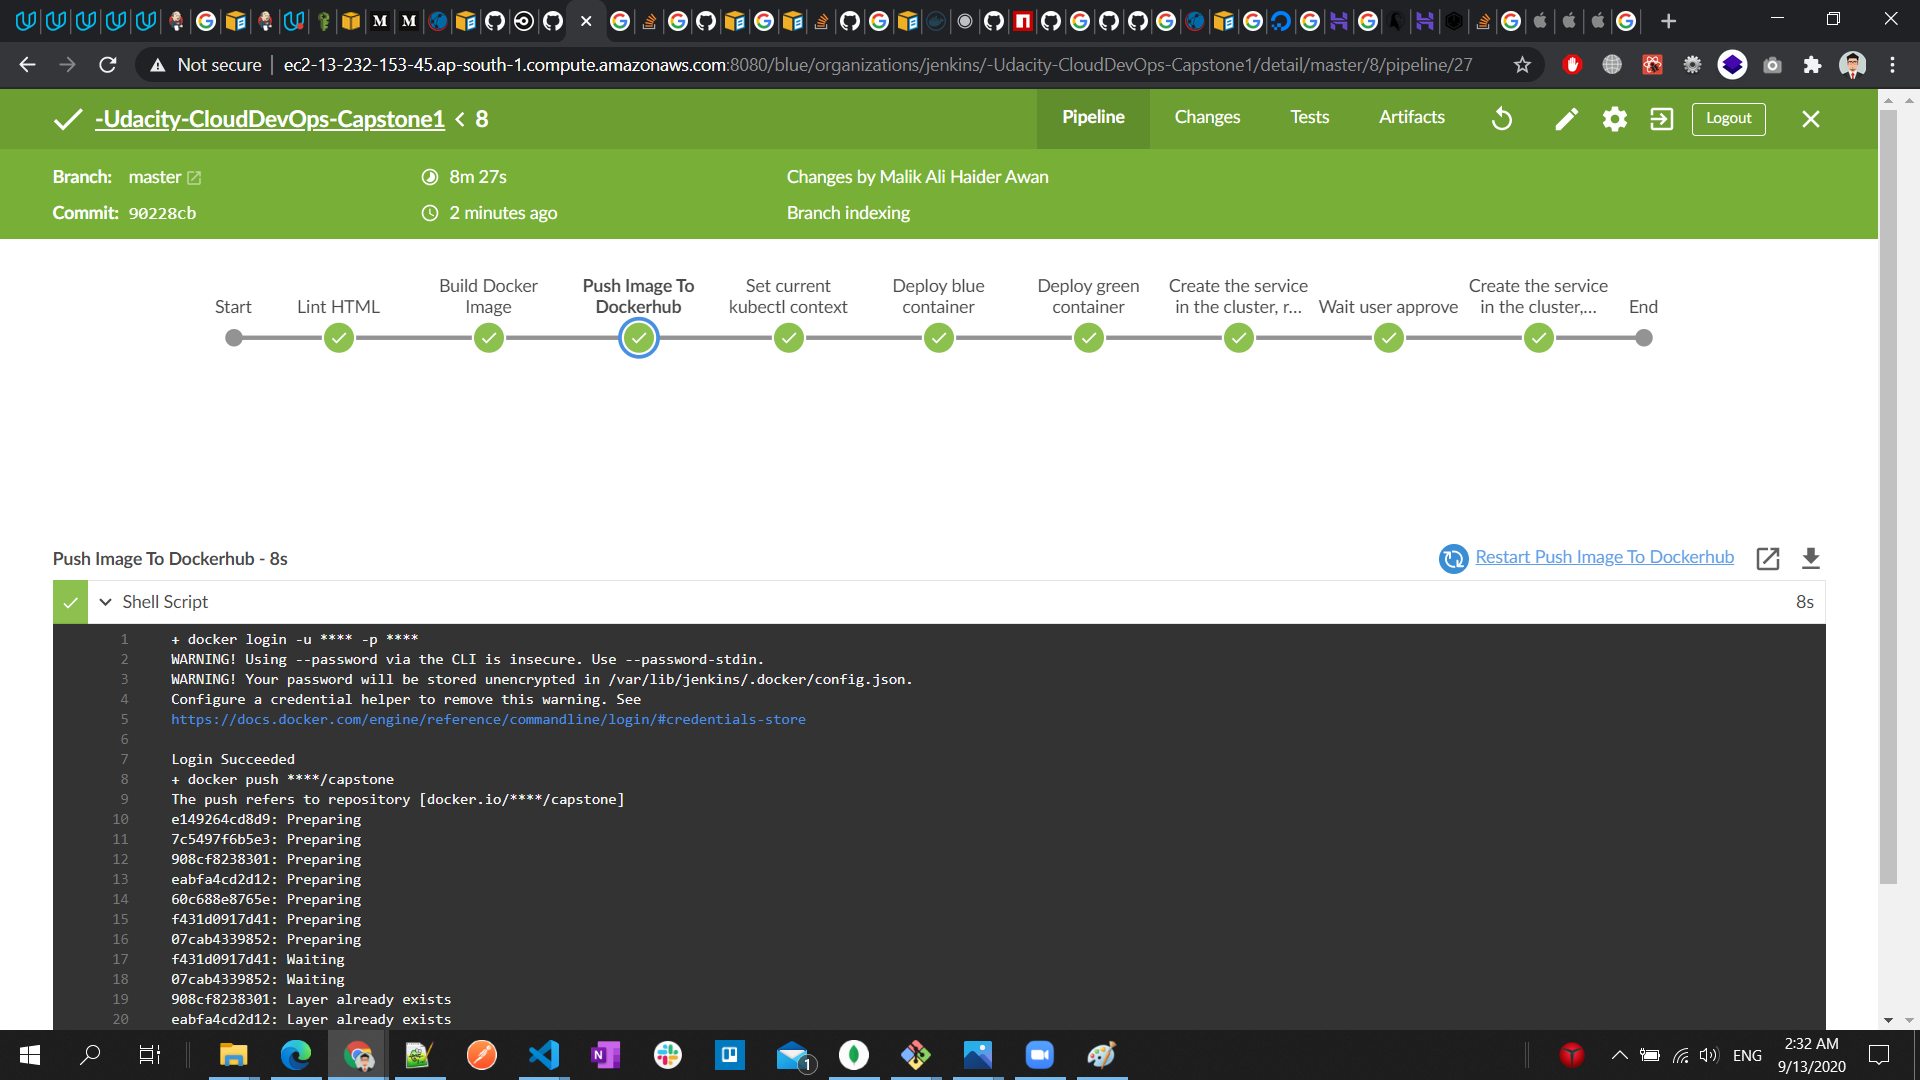 Not secure | ec2-13-232-153-45.ap-south-1.compute.amazonaws.com:8080/blue/organizations/jenkins/-Udacity-CloudDevOps-Capstone1/detail/master/8/pipeline/27
-Udacity-CloudDevOps-Capstone1 < 8
Pipeline
Changes
Tests
Artifacts
Logout
Branch: master
8m 27s
Changes by Malik Ali Haider Awan
Commit: 90228cb
2 minutes ago
Branch indexing
Start
Lint HTML
Build Docker
Image
Push Image To
Dockerhub
Set current
kubectl context
Deploy blue
container
Deploy green
container
Create the service
in the cluster, r...
Wait user approve
Create the service
in the cluster,...
End
Push Image To Dockerhub - 8s
Restart Push Image To Dockerhub
Shell Script
8s
1 + docker login -u **** -p ****
2 WARNING! Using --password via the CLI is insecure. Use --password-stdin.
3 WARNING! Your password will be stored unencrypted in /var/lib/jenkins/.docker/config.json.
4 Configure a credential helper to remove this warning. See
5 https://docs.docker.com/engine/reference/commandline/login/#credentials-store
6
7 Login Succeeded
8 + docker push ****/capstone
9 The push refers to repository [docker.io/****/capstone]
10 e149264cd8d9: Preparing
11 7c5497f6b5e3: Preparing
12 908cf8238301: Preparing
13 eabfa4cd2d12: Preparing
14 60c688e8765e: Preparing
15 f431d0917d41: Preparing
16 07cab4339852: Preparing
17 f431d0917d41: Waiting
18 07cab4339852: Waiting
19 908cf8238301: Layer already exists
20 eabfa4cd2d12: Layer already exists
1
ENG
2:32 AM
9/13/2020